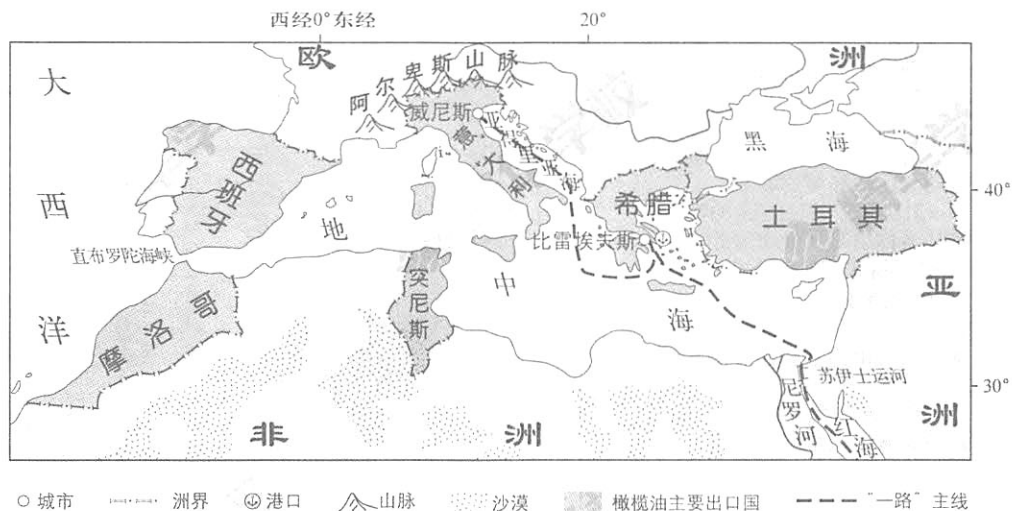 西经0°东经 20°
欧 洲
大西洋
阿尔卑斯山脉
威尼斯
亚得里亚海
意大利
黑海
西班牙
希腊
土耳其
40°
地中海
比雷埃夫斯
直布罗陀海峡
突尼斯
亚洲
摩洛哥
30°
苏伊士运河
尼罗河
红海
非洲
城市 洲界 港口 山脉 沙漠 橄榄油主要出口国 “一路”主线